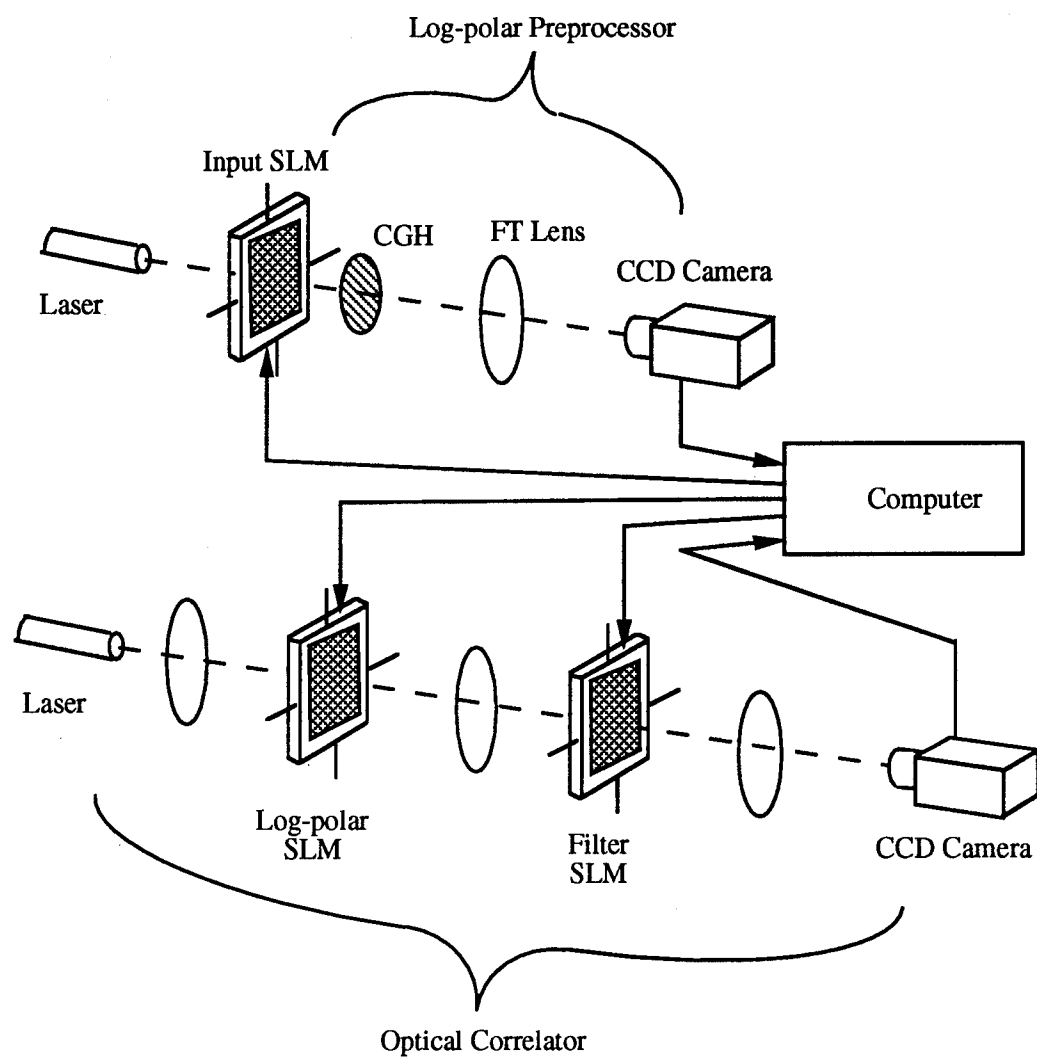 Log-polar Preprocessor
Input SLM
CGH
FT Lens
CCD Camera
Laser
Computer
Laser
Log-polar
SLM
Filter
SLM
CCD Camera
Optical Correlator